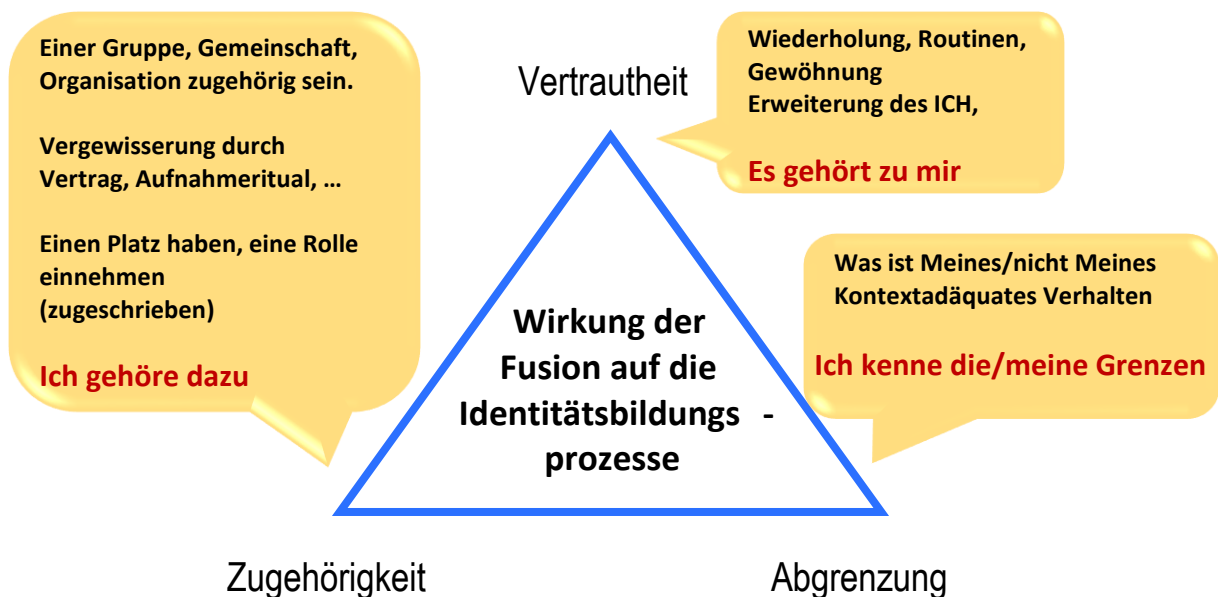 Einer Gruppe, Gemeinschaft,
Organisation zugehörig sein.
Vergewisserung durch
Vertrag, Aufnahmeritual, …
Einen Platz haben, eine Rolle
einnehmen
(zugeschrieben)
Ich gehöre dazu
Vertrautheit
Wiederholung, Routinen,
Gewöhnung
Erweiterung des ICH,
Es gehört zu mir
Was ist Meines/nicht Meines
Kontextadäquates Verhalten
Ich kenne die/meine Grenzen
Wirkung der
Fusion auf die
Identitätsbildungs -
prozesse
Zugehörigkeit
Abgrenzung